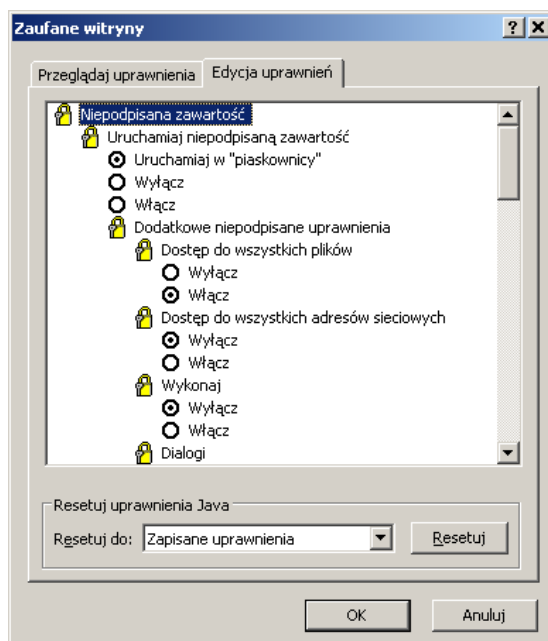 Zaufane witryny
Przeglądaj uprawnienia
Edycja uprawnień
Niepodpisana zawartość
Uruchamiaj niepodpisaną zawartość
Uruchamiaj w "piaskownicy"
Wyłącz
Włącz
Dodatkowe niepodpisane uprawnienia
Dostęp do wszystkich plików
Wyłącz
Włącz
Dostęp do wszystkich adresów sieciowych
Wyłącz
Włącz
Wykonaj
Wyłącz
Włącz
Dialogi
Resetuj uprawnienia Java
Resetuj do: Zapisane uprawnienia Resetuj
OK Anuluj